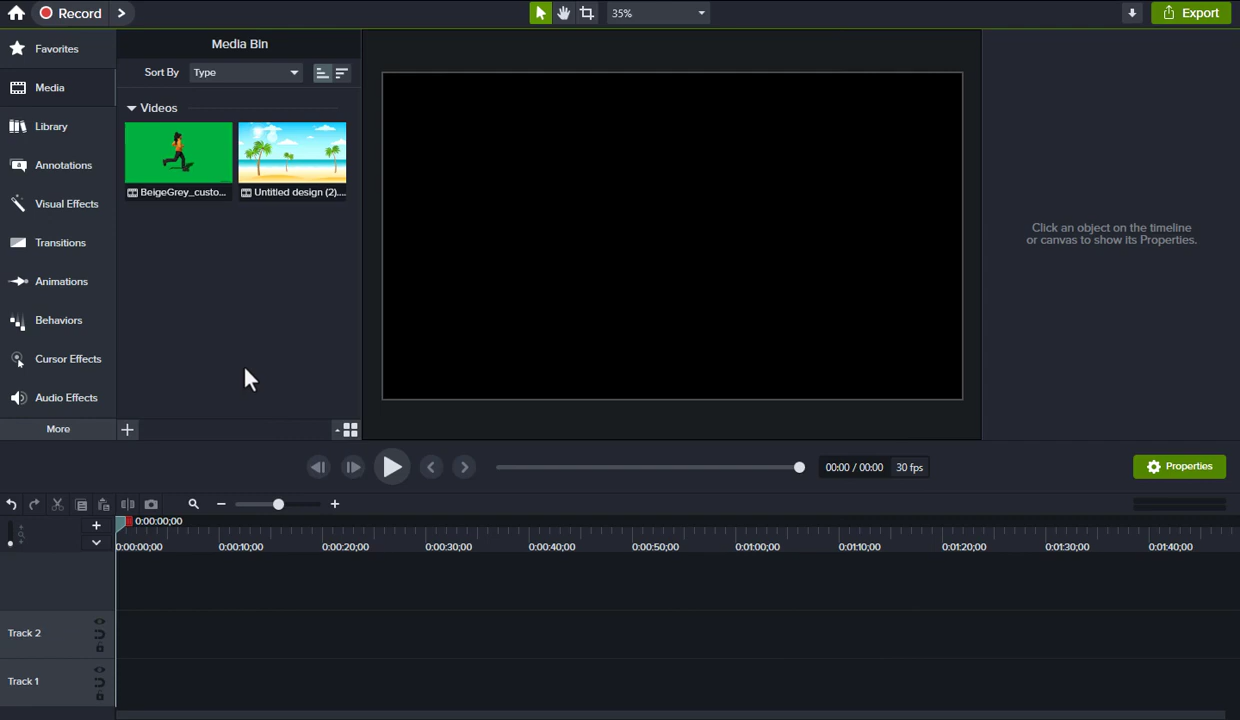 Record
35%
Export
Favorites
Media Bin
Sort By Type
Media
Videos
Library
Annotations
BeigeGrey_custo...
Untitled design (2)....
Visual Effects
Transitions
Click an object on the timeline
or canvas to show its Properties.
Animations
Behaviors
Cursor Effects
Audio Effects
More
00:00 / 00:00
30 fps
Properties
0:00:00;00
0:00:00;00 0:00:10;00 0:00:20;00 0:00:30;00 0:00:40;00 0:00:50;00 0:01:00;00 0:01:10;00 0:01:20;00 0:01:30;00 0:01:40;00
Track 2
Track 1